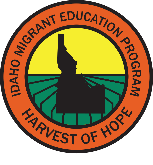 IDAHO MIGRANT EDUCATION PROGRAM
HARVEST OF HOPE